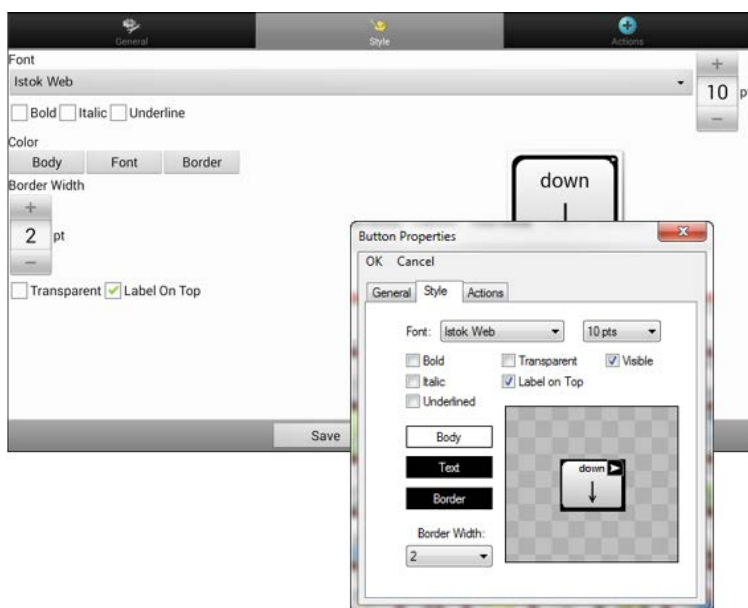 General Style Actions
Font
Istok Web
10
Bold Italic Underline
Color
Body Font Border
Border Width
2 pt
Transparent Label On Top
down
Save
Button Properties
OK Cancel
General Style Actions
Font: Istok Web 10 pts
Bold Transparent Visible
Italic Label on Top
Underlined
Body
Text
Border
Border Width:
2
down